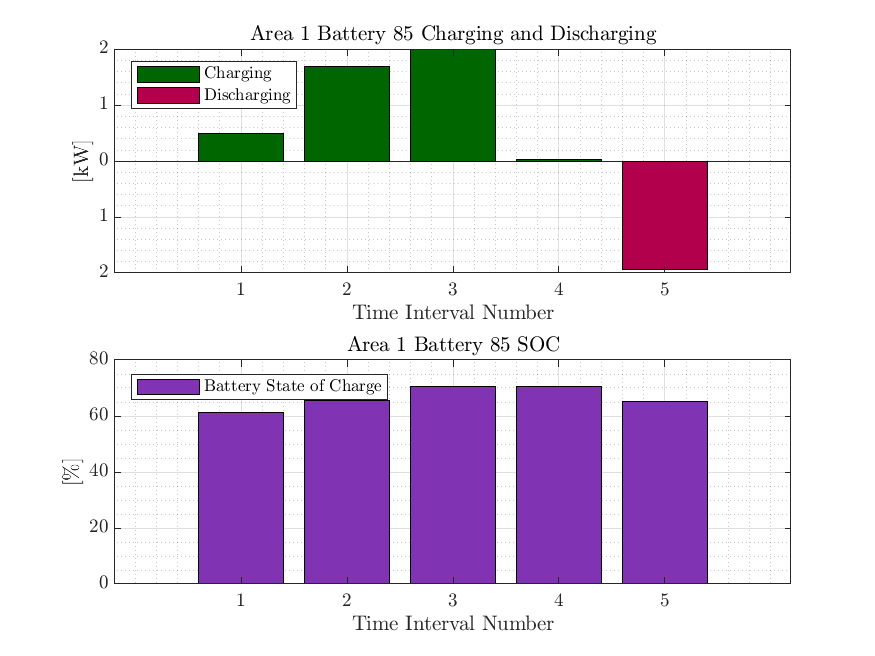 Area 1 Battery 85 Charging and Discharging
2
Charging
Discharging
1
0
[kW]
1
2
1 2 3 4 5
Time Interval Number
Area 1 Battery 85 SOC
80
Battery State of Charge
60
[%]
40
20
0
1 2 3 4 5
Time Interval Number